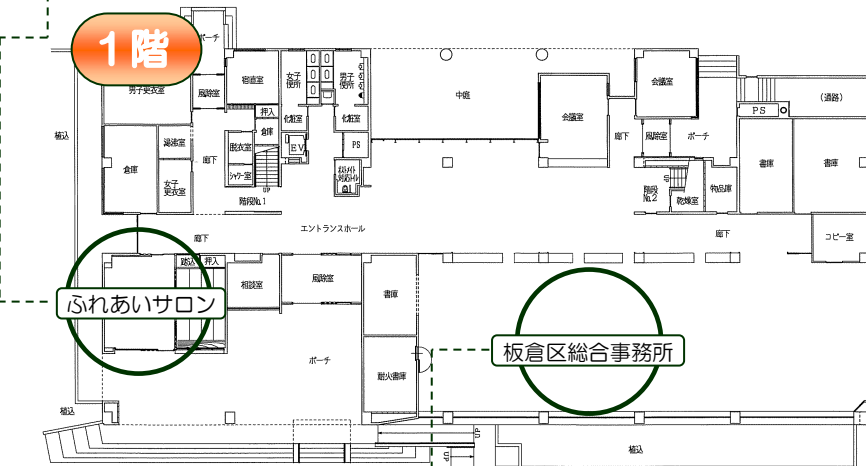 1階
ポーチ
男子更衣室
風除室
宿直室
女子
便所
男子
便所
中庭
会議室
会議室
(通路)
植込
押入
倉庫
化粧室
化粧室
PS
PS
廊下
風除室
ポーチ
倉庫
湯沸室
廊下
脱衣室
EV
書庫
書庫
女子
更衣室
シャワー室
UP
階段No.1
階段
No.2
UP
乾燥室
物品庫
エントランスホール
廊下
廊下
コピー室
踏込
押入
相談室
風除室
書庫
ふれあいサロン
板倉区総合事務所
ポーチ
耐火書庫
植込
UP
UP
植込